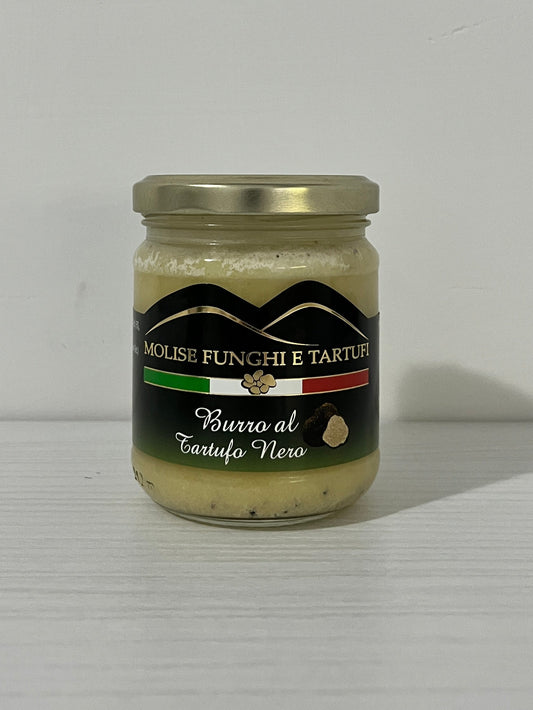 MOLISE FUNGHI E TARTUFI
Burro al
Tartufo Nero